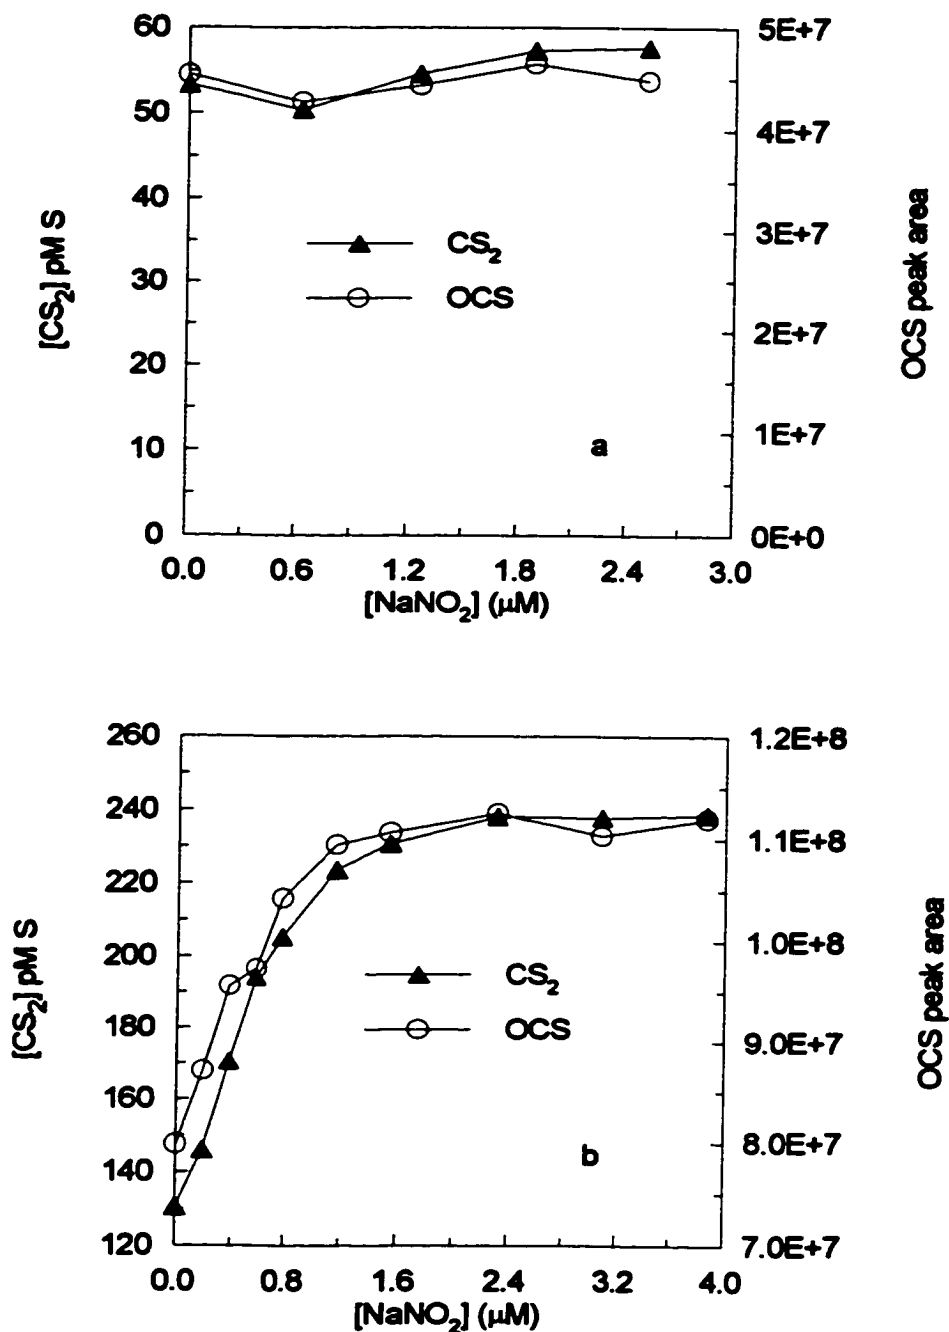 60
50
40
30
20
10
0
[CS₂] pM S
5E+7
4E+7
3E+7
2E+7
1E+7
0E+0
OCS peak area
CS₂
OCS
a
0.0 0.6 1.2 1.8 2.4 3.0
[NaNO₂] (μM)
260
240
220
200
180
160
140
120
[CS₂] pM S
1.2E+8
1.1E+8
1.0E+8
9.0E+7
8.0E+7
7.0E+7
OCS peak area
CS₂
OCS
b
0.0 0.8 1.6 2.4 3.2 4.0
[NaNO₂] (μM)